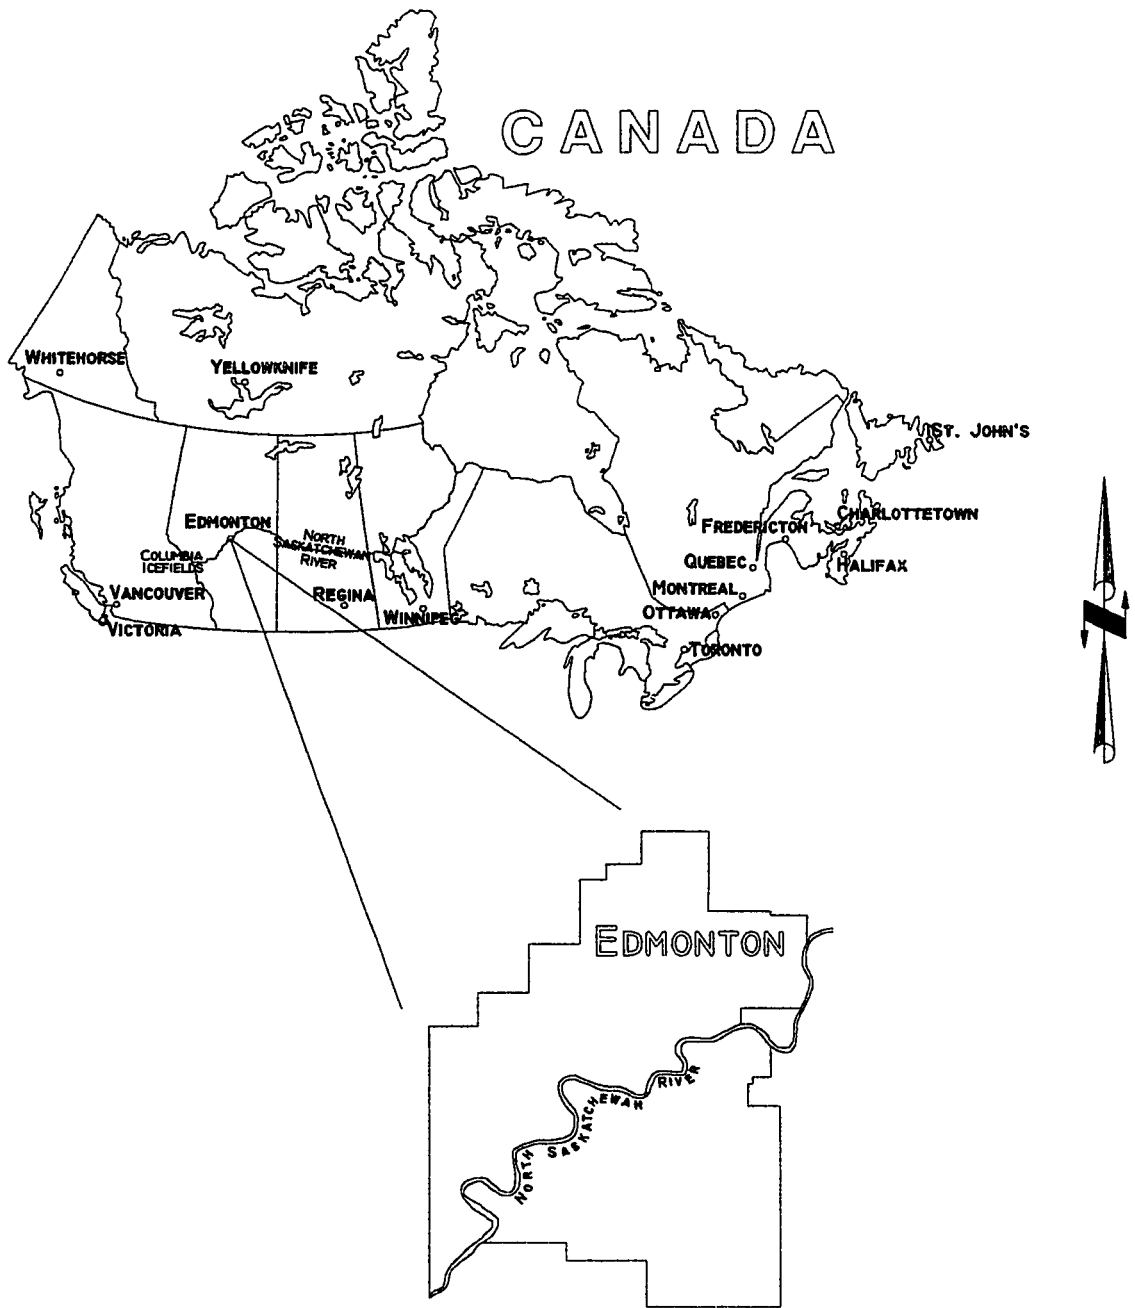 CANADA
WHITEHORSE
YELLOWKNIFE
ST. JOHN'S
EDMONTON
NORTH
SASKATCHEWAN
RIVER
COLUMBIA
ICEFIELDS
CHARLOTTETOWN
FREDERICTON
QUEBEC
HALIFAX
VANCOUVER
REGINA
MONTREAL
WINNIPEG
OTTAWA
VICTORIA
TORONTO
EDMONTON
NORTH SASKATCHEWAN RIVER